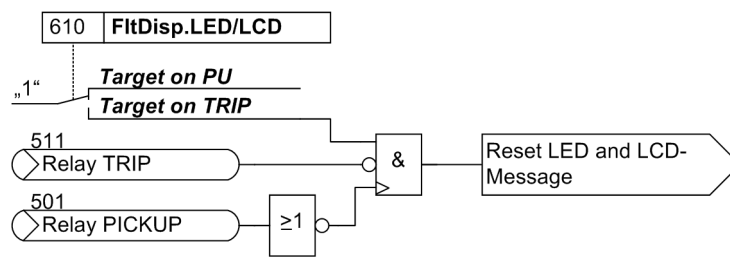 610 FltDisp.LED/LCD
„1“
Target on PU
Target on TRIP
511
Relay TRIP
&
Reset LED and LCD-
Message
501
Relay PICKUP
≥1